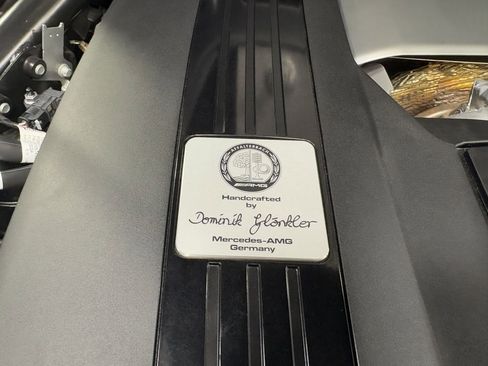 AFFALTERBACH
AMG
Handcrafted
by
Dominik Glänkler
Mercedes-AMG
Germany